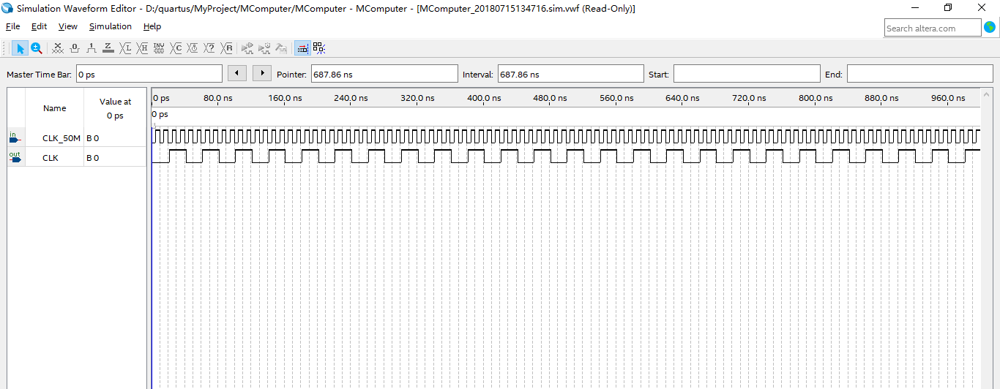 Simulation Waveform Editor - D:/quartus/MyProject/MComputer/MComputer - MComputer - [MComputer_20180715134716.sim.vwf (Read-Only)]
File Edit View Simulation Help
Search altera.com
Master Time Bar: 0 ps Pointer: 687.86 ns Interval: 687.86 ns Start: End:
Name Value at 0 ps
0 ps 80.0 ns 160.0 ns 240.0 ns 320.0 ns 400.0 ns 480.0 ns 560.0 ns 640.0 ns 720.0 ns 800.0 ns 880.0 ns 960.0 ns
0 ps
in CLK_50M B 0
out CLK B 0